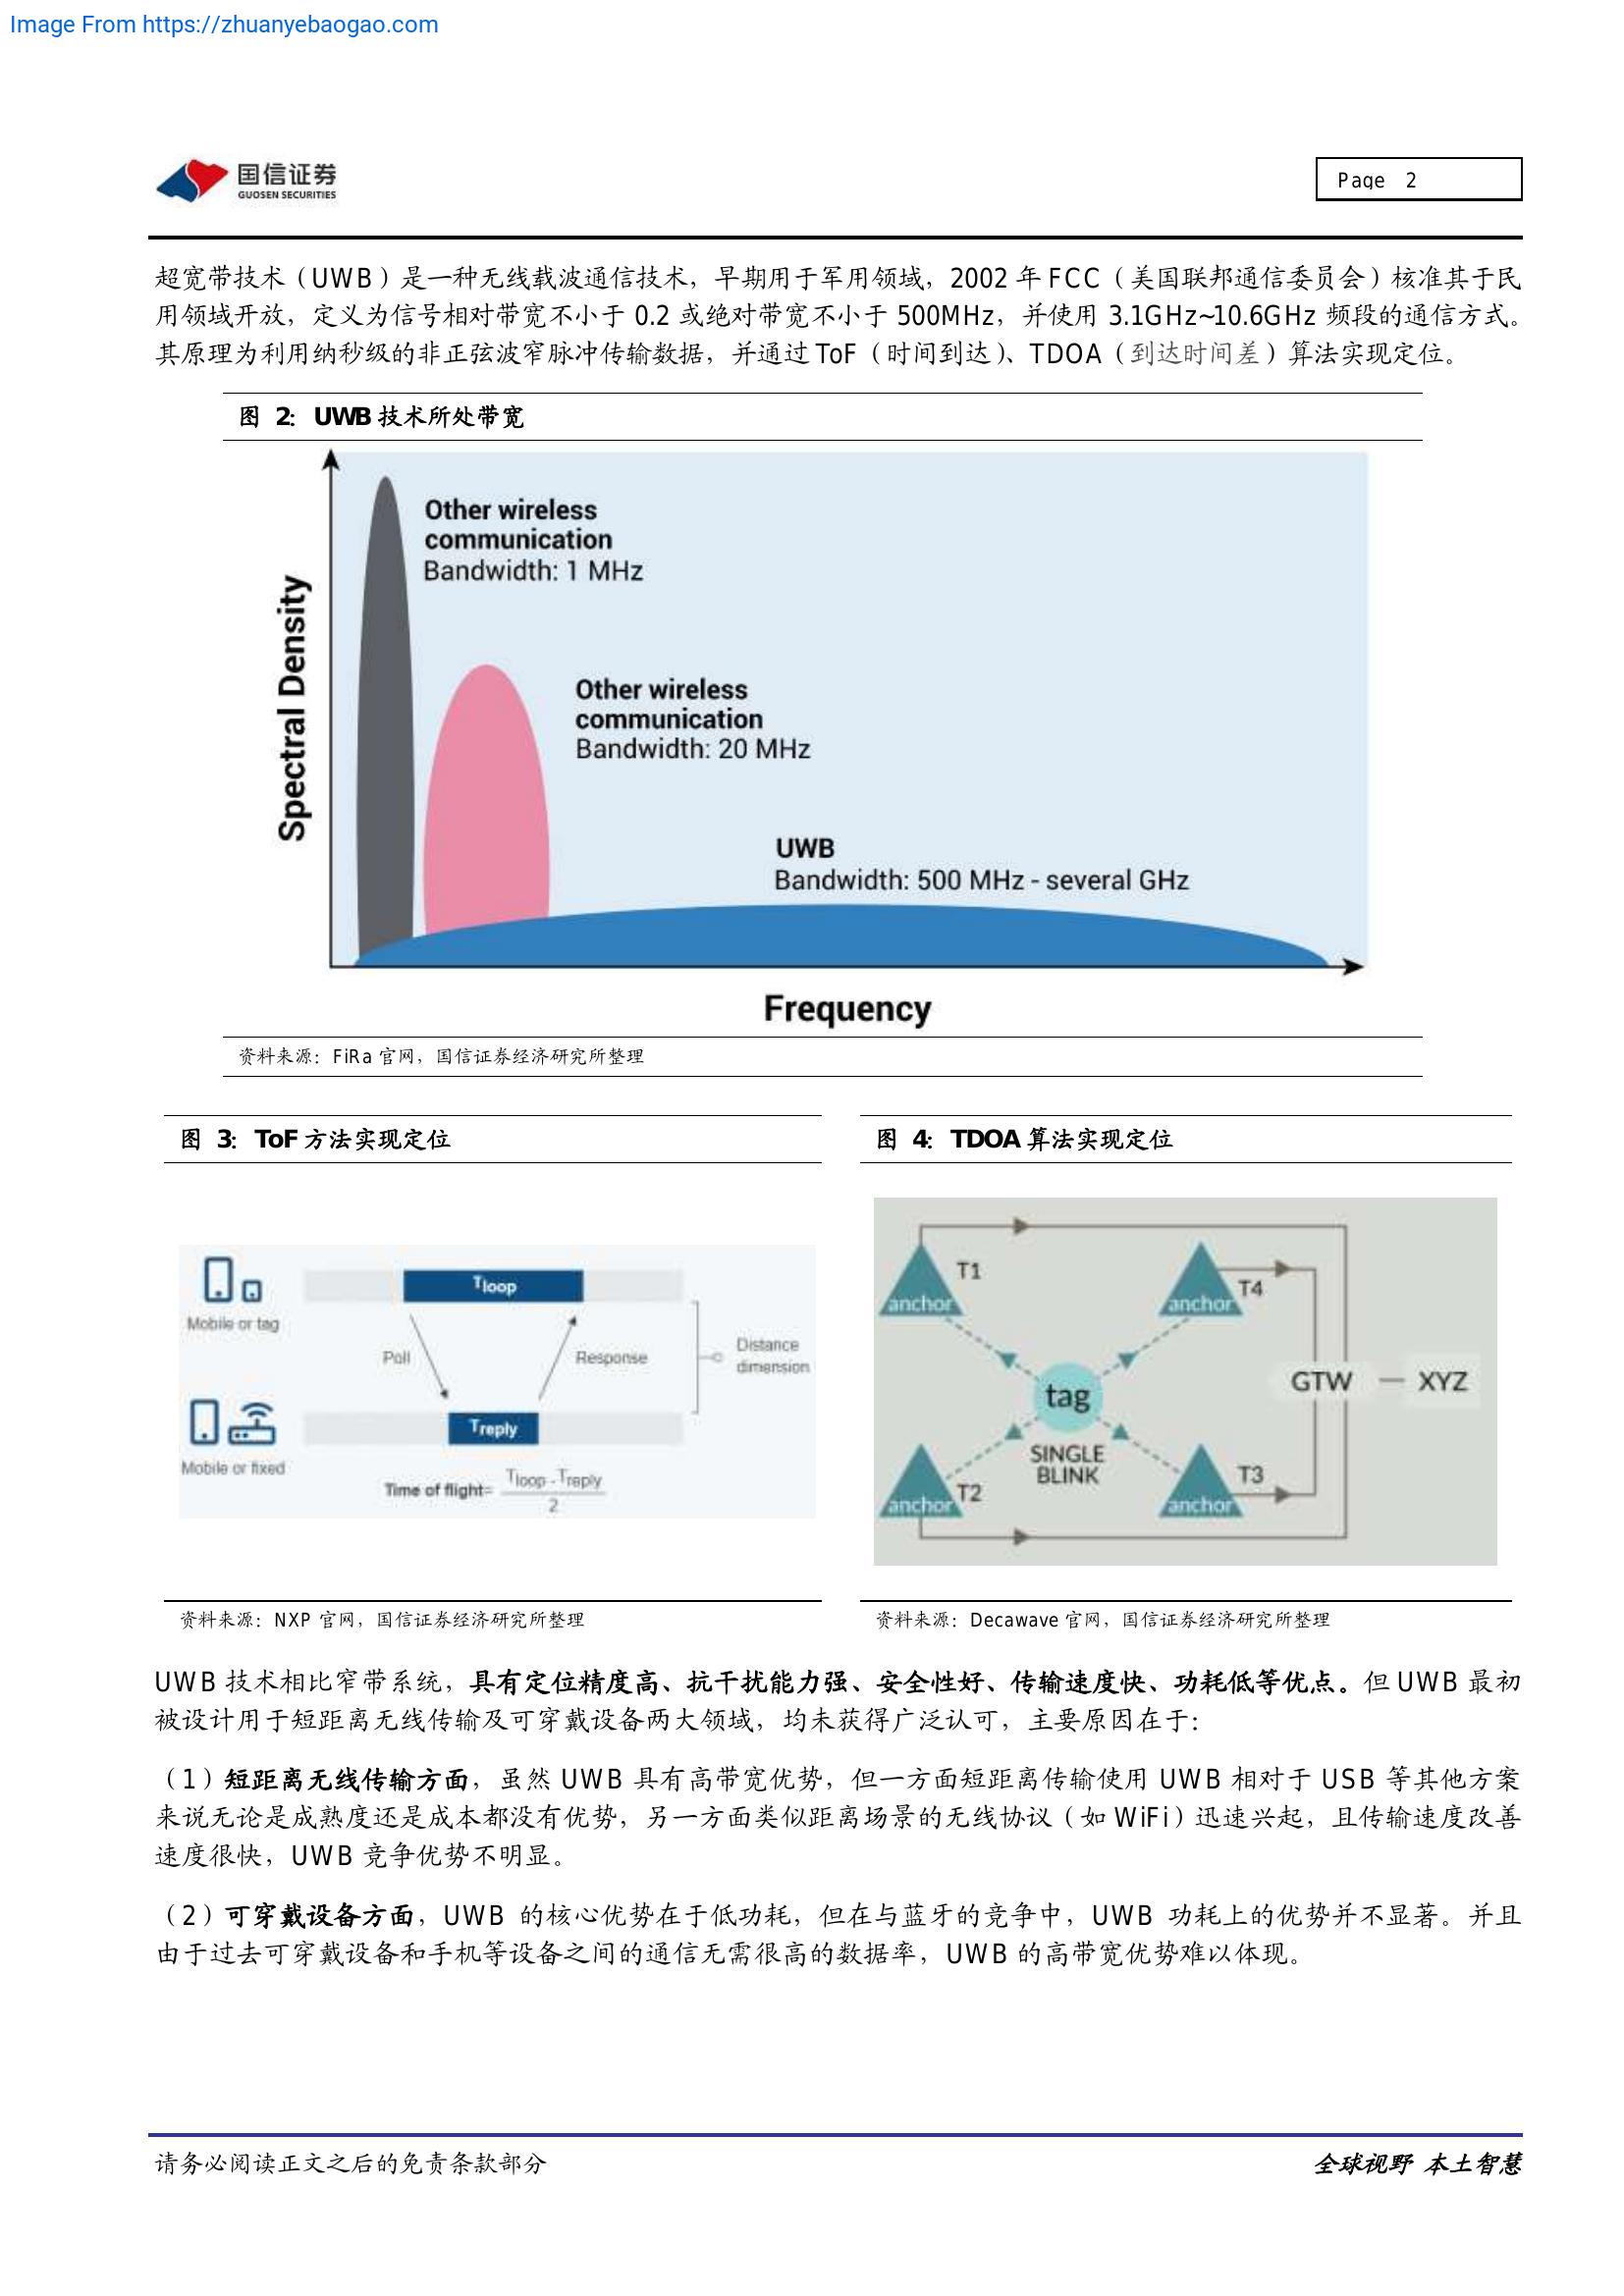 Image From https://zhuanyebaogao.com
国信证券
GUOSEN SECURITIES
Page 2
超宽带技术（UWB）是一种无线载波通信技术，早期用于军用领域，2002 年 FCC（美国联邦通信委员会）核准其于民
用领域开放，定义为信号相对带宽不小于 0.2 或绝对带宽不小于 500MHz，并使用 3.1GHz~10.6GHz 频段的通信方式。
其原理为利用纳秒级的非正弦波窄脉冲传输数据，并通过 ToF（时间到达）、TDOA（到达时间差）算法实现定位。
图 2：UWB 技术所处带宽
Spectral Density
Other wireless
communication
Bandwidth: 1 MHz
Other wireless
communication
Bandwidth: 20 MHz
UWB
Bandwidth: 500 MHz - several GHz
Frequency
资料来源：FiRa 官网，国信证券经济研究所整理
图 3：ToF 方法实现定位
Mobile or tag
Tloop
Poll
Response
Distance
dimension
Treply
Mobile or fixed
Time of flight= Tloop - Treply
2
资料来源：NXP 官网，国信证券经济研究所整理
图 4：TDOA 算法实现定位
T1
anchor
T4
anchor
tag
GTW
XYZ
SINGLE
BLINK
T2
anchor
T3
anchor
资料来源：Decawave 官网，国信证券经济研究所整理
UWB 技术相比窄带系统，具有定位精度高、抗干扰能力强、安全性好、传输速度快、功耗低等优点。但 UWB 最初
被设计用于短距离无线传输及可穿戴设备两大领域，均未获得广泛认可，主要原因在于：
（1）短距离无线传输方面，虽然 UWB 具有高带宽优势，但一方面短距离传输使用 UWB 相对于 USB 等其他方案
来说无论是成熟度还是成本都没有优势，另一方面类似距离场景的无线协议（如 WiFi）迅速兴起，且传输速度改善
速度很快，UWB 竞争优势不明显。
（2）可穿戴设备方面，UWB 的核心优势在于低功耗，但在与蓝牙的竞争中，UWB 功耗上的优势并不显著。并且
由于过去可穿戴设备和手机等设备之间的通信无需很高的数据率，UWB 的高带宽优势难以体现。
请务必阅读正文之后的免责条款部分
全球视野 本土智慧